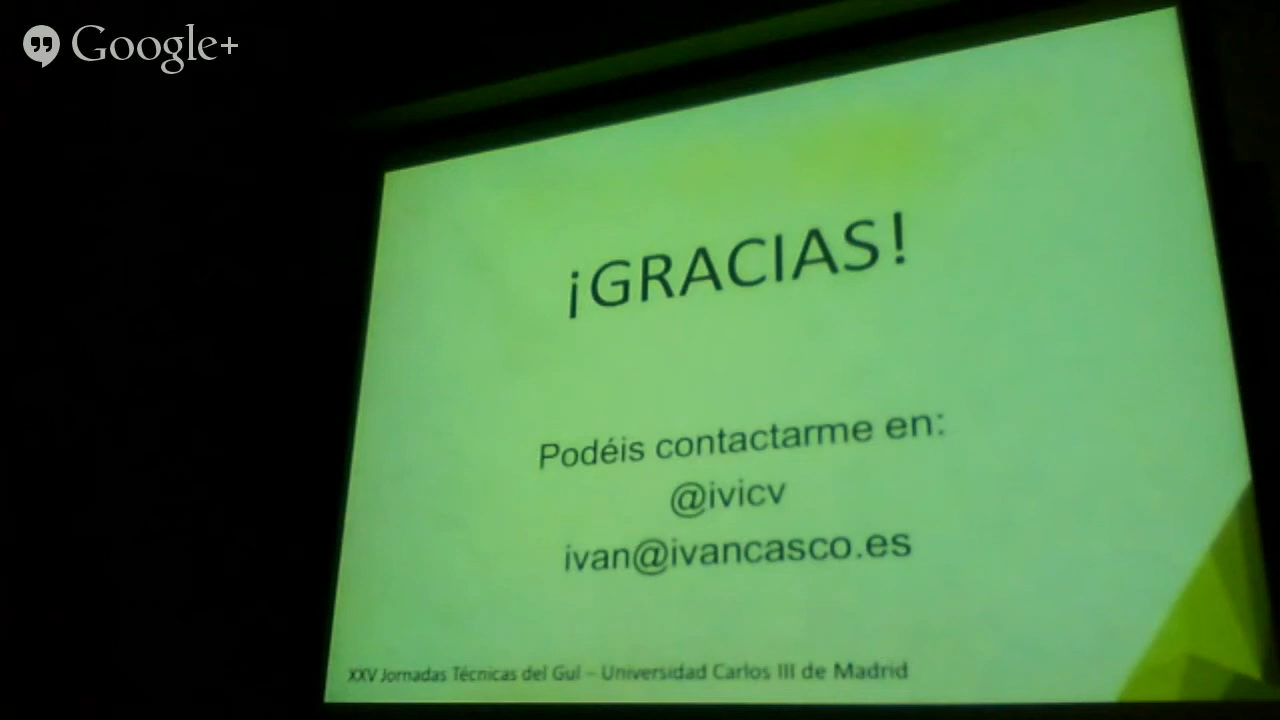 Google+
¡GRACIAS!
Podéis contactarme en:
@ivicv
ivan@ivancasco.es
XXV Jornadas Técnicas del Gul – Universidad Carlos III de Madrid